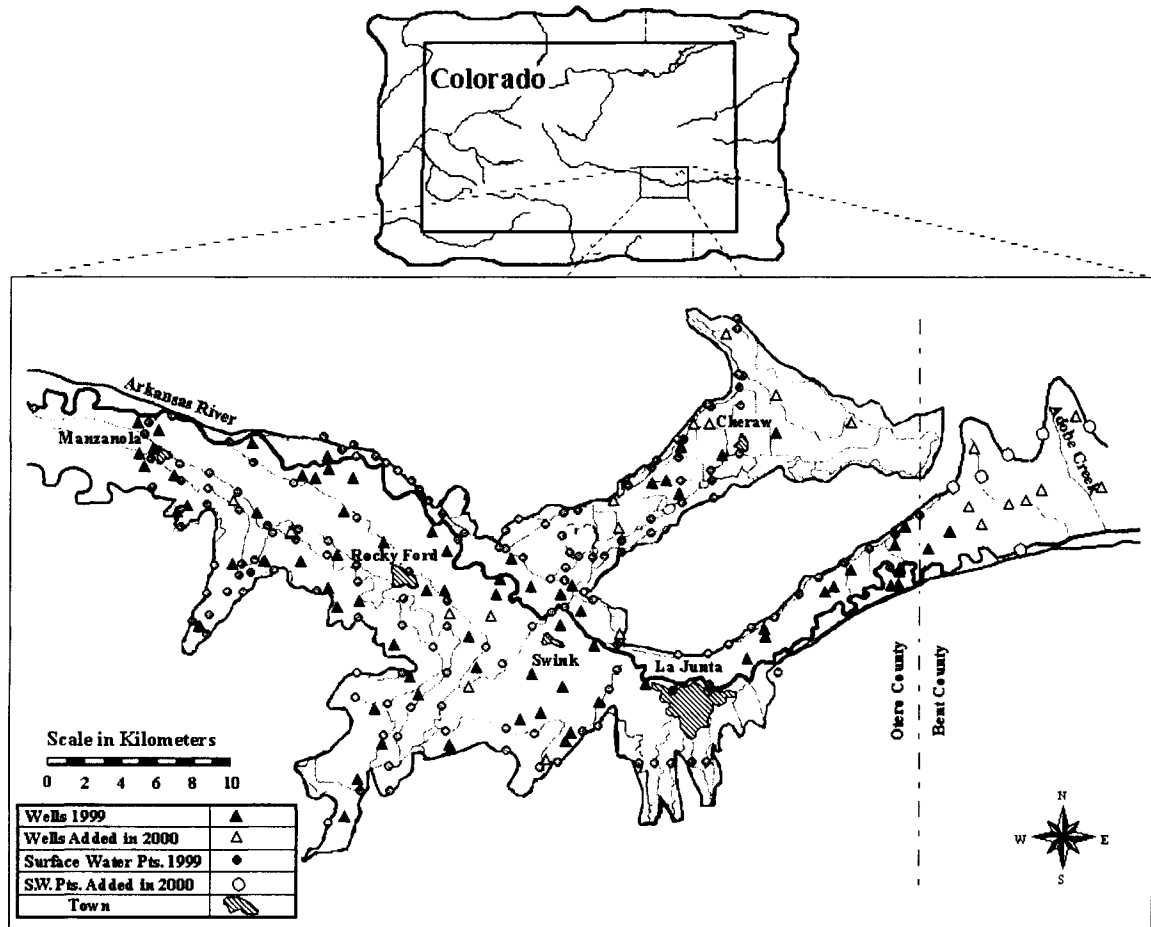 Colorado
Arkansas River
Manzanola
Cheraw
Adobe Creek
Rocky Ford
Swink
La Junta
Otero County
Bent County
Scale in Kilometers
0 2 4 6 8 10
Wells 1999
Wells Added in 2000
Surface Water Pts. 1999
S.W. Pts. Added in 2000
Town
N
W E
S